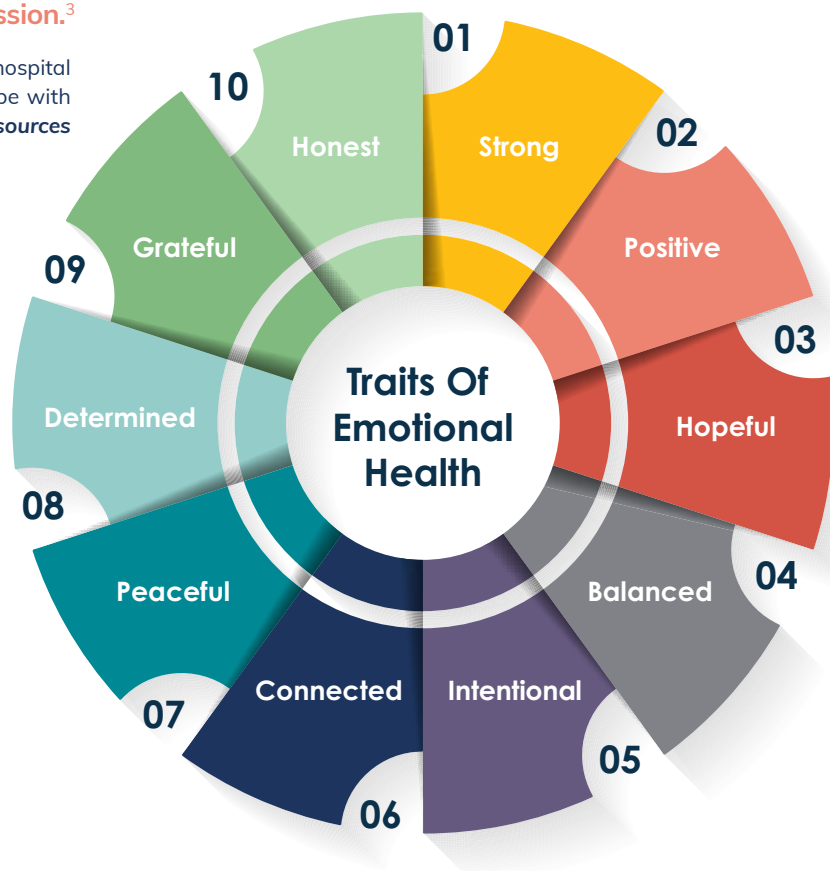 ssion.3
hospital
be with
sources
01
Strong
02
Positive
03
Hopeful
04
Balanced
05
Intentional
06
Connected
07
Peaceful
08
Determined
09
Grateful
10
Honest
Traits Of
Emotional
Health